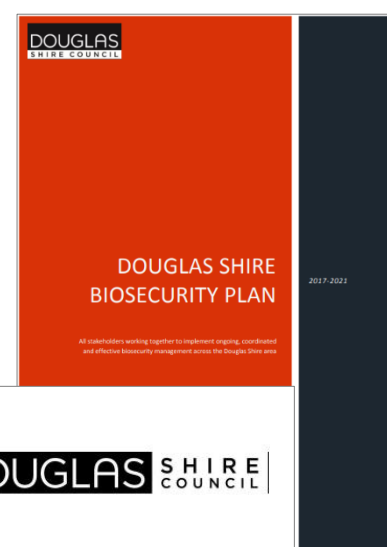 DOUGLAS
SHIRE COUNCIL
DOUGLAS SHIRE
BIOSECURITY PLAN
2017-2021
All stakeholders working together to implement ongoing, coordinated
and effective biosecurity management across the Douglas Shire area
OUGLAS SHIRE
COUNCIL